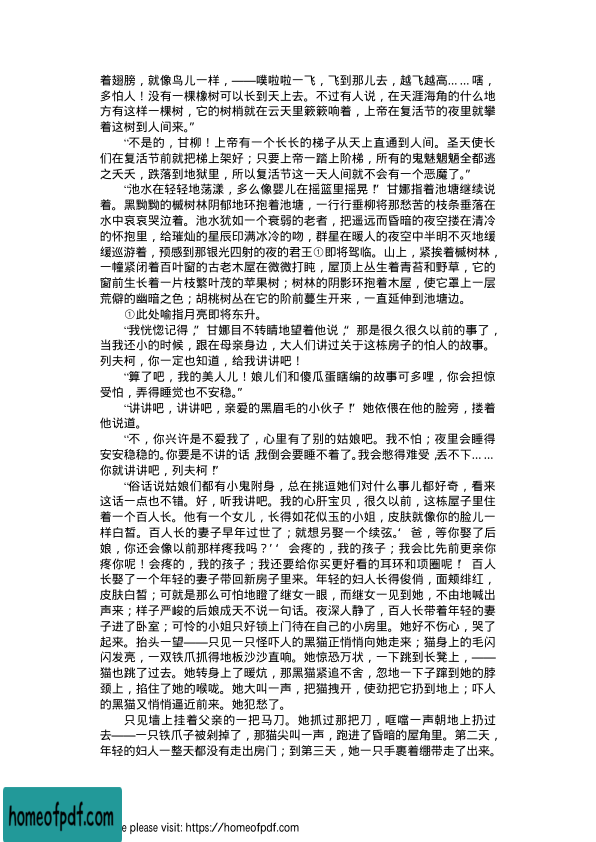 着翅膀，就像鸟儿一样，——噗啦啦一飞，飞到那儿去，越飞越高……嗐，
多怕人！没有一棵橡树可以长到天上去。不过有人说，在天涯海角的什么地
方有这样一棵树，它的树梢就在云天里簌簌响着，上帝在复活节的夜里就攀
着这树到人间来。”
“不是的，甘柳！上帝有一个长长的梯子从天上直通到人间。圣天使长
们在复活节前就把梯上架好；只要上帝一踏上阶梯，所有的鬼魅魍魉全都逃
之夭夭，跌落到地狱里，所以复活节这一天人间就不会有一个恶魔了。”
“池水在轻轻地荡漾，多么像婴儿在摇篮里摇晃！”甘娜指着池塘继续说
着。黑黝黝的槭树林阴郁地环抱着池塘，一行行垂柳将那愁苦的枝条垂落在
水中哀哀哭泣着。池水犹如一个衰弱的老者，把遥远而昏暗的夜空搂在清冷
的怀抱里，给璀灿的星辰印满冰冷的吻，群星在暖人的夜空中半明不灭地缓
缓巡游着，预感到那银光四射的夜的君王①即将驾临。山上，紧挨着槭树林，
一幢紧闭着百叶窗的古老木屋在微微打盹，屋顶上丛生着青苔和野草，它的
窗前生长着一片枝繁叶茂的苹果树；树林的阴影环抱着木屋，使它罩上一层
荒僻的幽暗之色；胡桃树丛在它的阶前蔓生开来，一直延伸到池塘边。
①此处喻指月亮即将东升。
“我恍惚记得，”甘娜目不转睛地望着他说，“那是很久很久以前的事了，
当我还小的时候，跟在母亲身边，大人们讲过关于这栋房子的怕人的故事。
列夫柯，你一定也知道，给我讲讲吧！
“算了吧，我的美人儿！娘儿们和傻瓜蛋瞎编的故事可多哩，你会担惊
受怕，弄得睡觉也不安稳。”
“讲讲吧，讲讲吧，亲爱的黑眉毛的小伙子！”她依偎在他的脸旁，搂着
他说道。
“不，你兴许是不爱我了，心里有了别的姑娘吧。我不怕；夜里会睡得
安安稳稳的。你要是不讲的话，我倒会要睡不着了。我会憋得难受，丢不下……
你就讲讲吧，列夫柯！”
“俗话说姑娘们都有小鬼附身，总在挑逗她们对什么事儿都好奇，看来
这话一点也不错。好，听我讲吧。我的心肝宝贝，很久以前，这栋屋子里住
着一个百人长。他有一个女儿，长得如花似玉的小姐，皮肤就像你的脸儿一
样白皙。百人长的妻子早年过世了；就想另娶一个续弦。‘爸，等你娶了后
娘，你还会像以前那样疼我吗？’‘会疼的，我的孩子；我会比先前更亲你
疼你呢！会疼的，我的孩子；我还要给你买更好看的耳环和项圈呢！’百人
长娶了一个年轻的妻子带回新房子里来。年轻的妇人长得俊俏，面颊绯红，
皮肤白皙；可就是那么可怕地瞪了继女一眼，而继女一见到她，不由地喊出
声来；样子严峻的后娘成天不说一句话。夜深人静了，百人长带着年轻的妻
子进了卧室；可怜的小姐只好锁上门待在自己的小房里。她好不伤心，哭了
起来。抬头一望——只见一只怪吓人的黑猫正悄悄向她走来；猫身上的毛闪
闪发亮，一双铁爪抓得地板沙沙直响。她惊恐万状，一下跳到长凳上，——
猫也跳了过去。她转身上了暖炕，那黑猫紧追不舍，忽地一下子蹿到她的脖
颈上，掐住了她的喉咙。她大叫一声，把猫拽开，使劲把它扔到地上；吓人
的黑猫又悄悄逼近前来。她犯愁了。
只见墙上挂着父亲的一把马刀。她抓过那把刀，哐噹一声朝地上扔过
去——一只铁爪子被剁掉了，那猫尖叫一声，跑进了昏暗的屋角里。第二天，
年轻的妇人一整天都没有走出房门；到第三天，她一只手裹着绷带走了出来。
homeofpdf.com
e please visit: https://homeofpdf.com